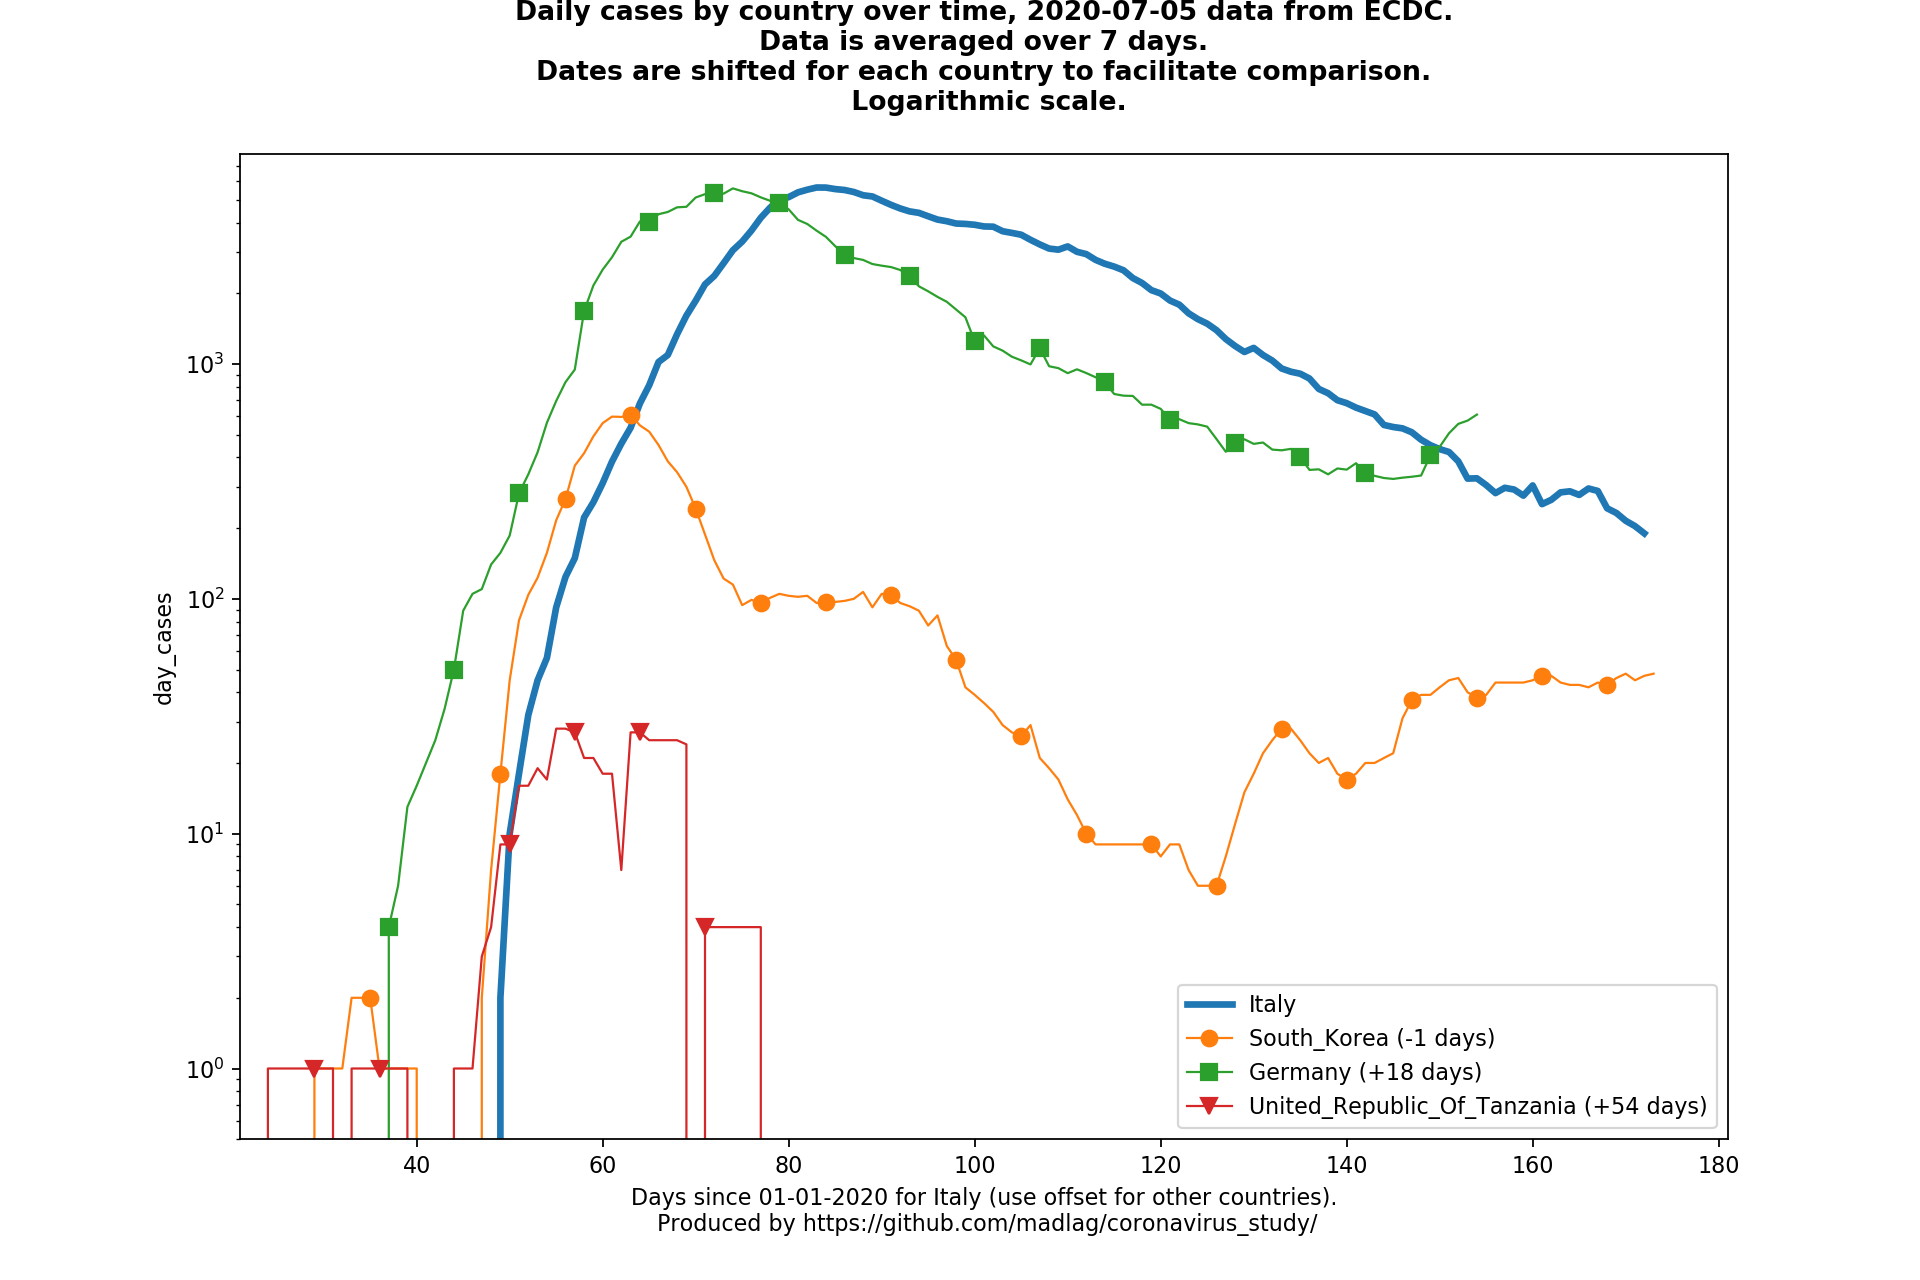 Daily cases by country over time, 2020-07-05 data from ECDC.
Data is averaged over 7 days.
Dates are shifted for each country to facilitate comparison.
Logarithmic scale.
10³
10²
10¹
10⁰
day_cases
Italy
South_Korea (-1 days)
Germany (+18 days)
United_Republic_Of_Tanzania (+54 days)
40 60 80 100 120 140 160 180
Days since 01-01-2020 for Italy (use offset for other countries).
Produced by https://github.com/madlag/coronavirus_study/